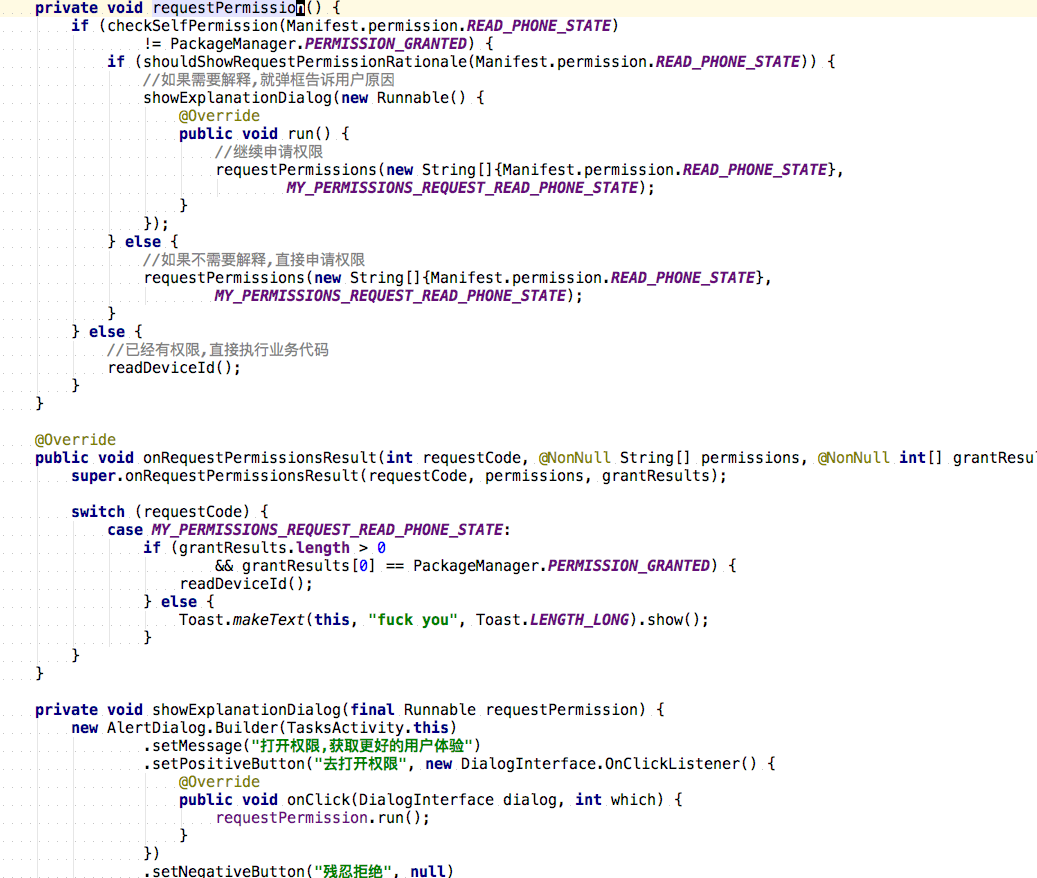 private void requestPermission() {
if (checkSelfPermission(Manifest.permission.READ_PHONE_STATE)
!= PackageManager.PERMISSION_GRANTED) {
if (shouldShowRequestPermissionRationale(Manifest.permission.READ_PHONE_STATE)) {
//如果需要解释,就弹框告诉用户原因
showExplanationDialog(new Runnable() {
@Override
public void run() {
//继续申请权限
requestPermissions(new String[]{Manifest.permission.READ_PHONE_STATE},
MY_PERMISSIONS_REQUEST_READ_PHONE_STATE);
}
});
} else {
//如果不需要解释,直接申请权限
requestPermissions(new String[]{Manifest.permission.READ_PHONE_STATE},
MY_PERMISSIONS_REQUEST_READ_PHONE_STATE);
}
} else {
//已经有权限,直接执行业务代码
readDeviceId();
}
}
@Override
public void onRequestPermissionsResult(int requestCode, @NonNull String[] permissions, @NonNull int[] grantResu
super.onRequestPermissionsResult(requestCode, permissions, grantResults);
switch (requestCode) {
case MY_PERMISSIONS_REQUEST_READ_PHONE_STATE:
if (grantResults.length > 0
&& grantResults[0] == PackageManager.PERMISSION_GRANTED) {
readDeviceId();
} else {
Toast.makeText(this, "fuck you", Toast.LENGTH_LONG).show();
}
}
}
private void showExplanationDialog(final Runnable requestPermission) {
new AlertDialog.Builder(TasksActivity.this)
.setMessage("打开权限,获取更好的用户体验")
.setPositiveButton("去打开权限", new DialogInterface.OnClickListener() {
@Override
public void onClick(DialogInterface dialog, int which) {
requestPermission.run();
}
})
.setNegativeButton("残忍拒绝", null)